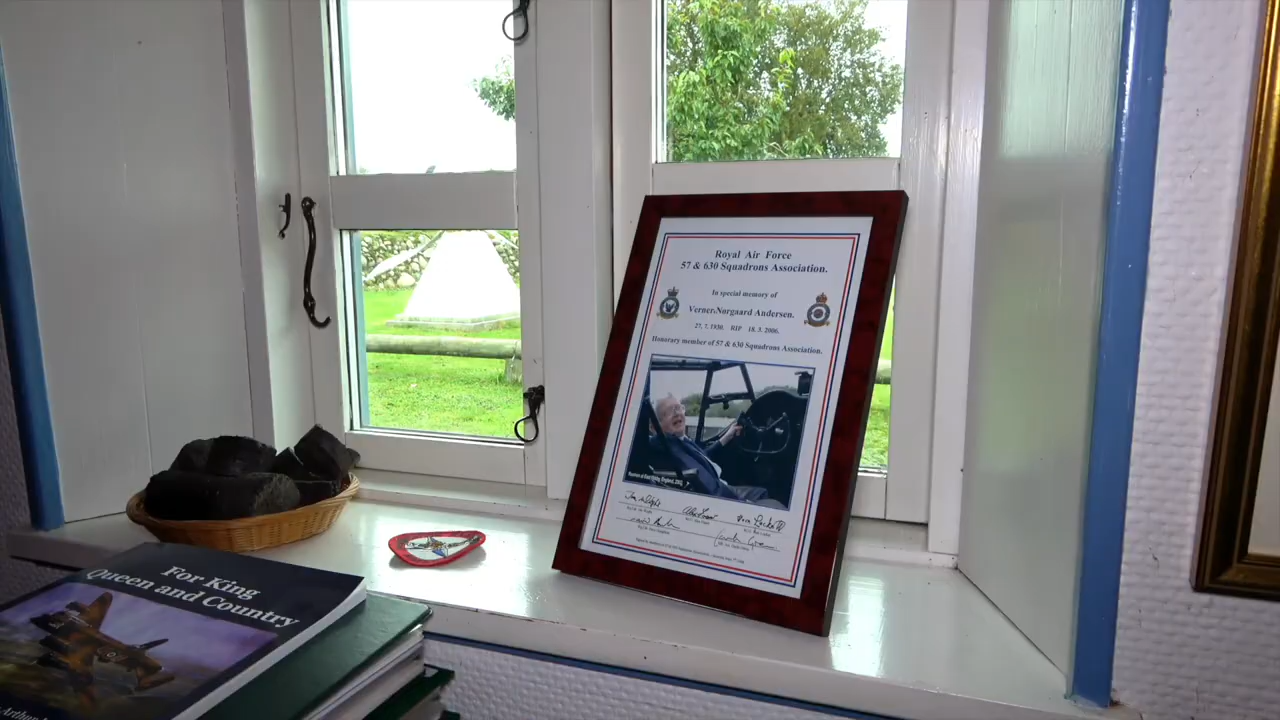 Royal Air Force
57 & 630 Squadrons Association.
In special memory of
Verner Nørgaard Andersen.
27. 7. 1930. RIP 18. 3. 2006.
Honorary member of 57 & 630 Squadrons Association.
For King
Queen and Country